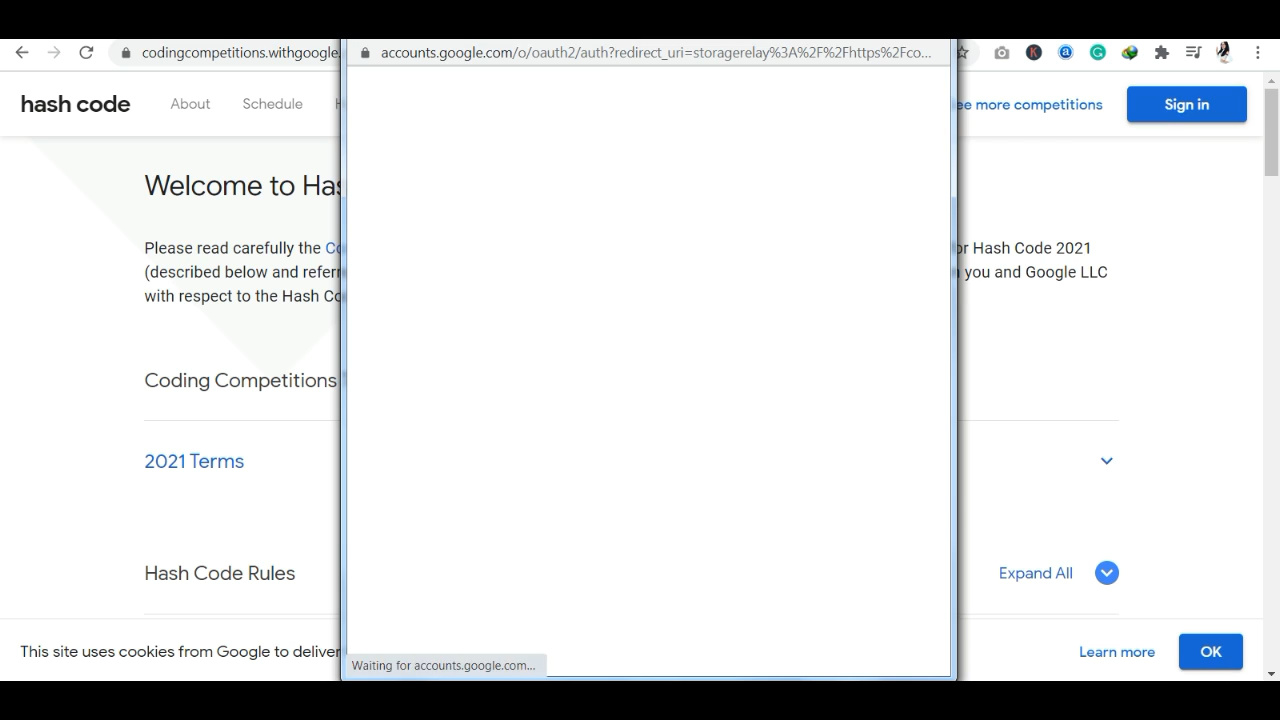 codingcompetitions.withgoogle.
accounts.google.com/o/oauth2/auth?redirect_uri=storagerelay%3A%2F%2Fhttps%2Fco...
hash code
About
Schedule
ee more competitions
Sign in
Welcome to Has
Please read carefully the Co
or Hash Code 2021
(described below and referr
you and Google LLC
with respect to the Hash Co
Coding Competitions
2021 Terms
Hash Code Rules
Expand All
This site uses cookies from Google to deliver
Learn more
OK
Waiting for accounts.google.com...